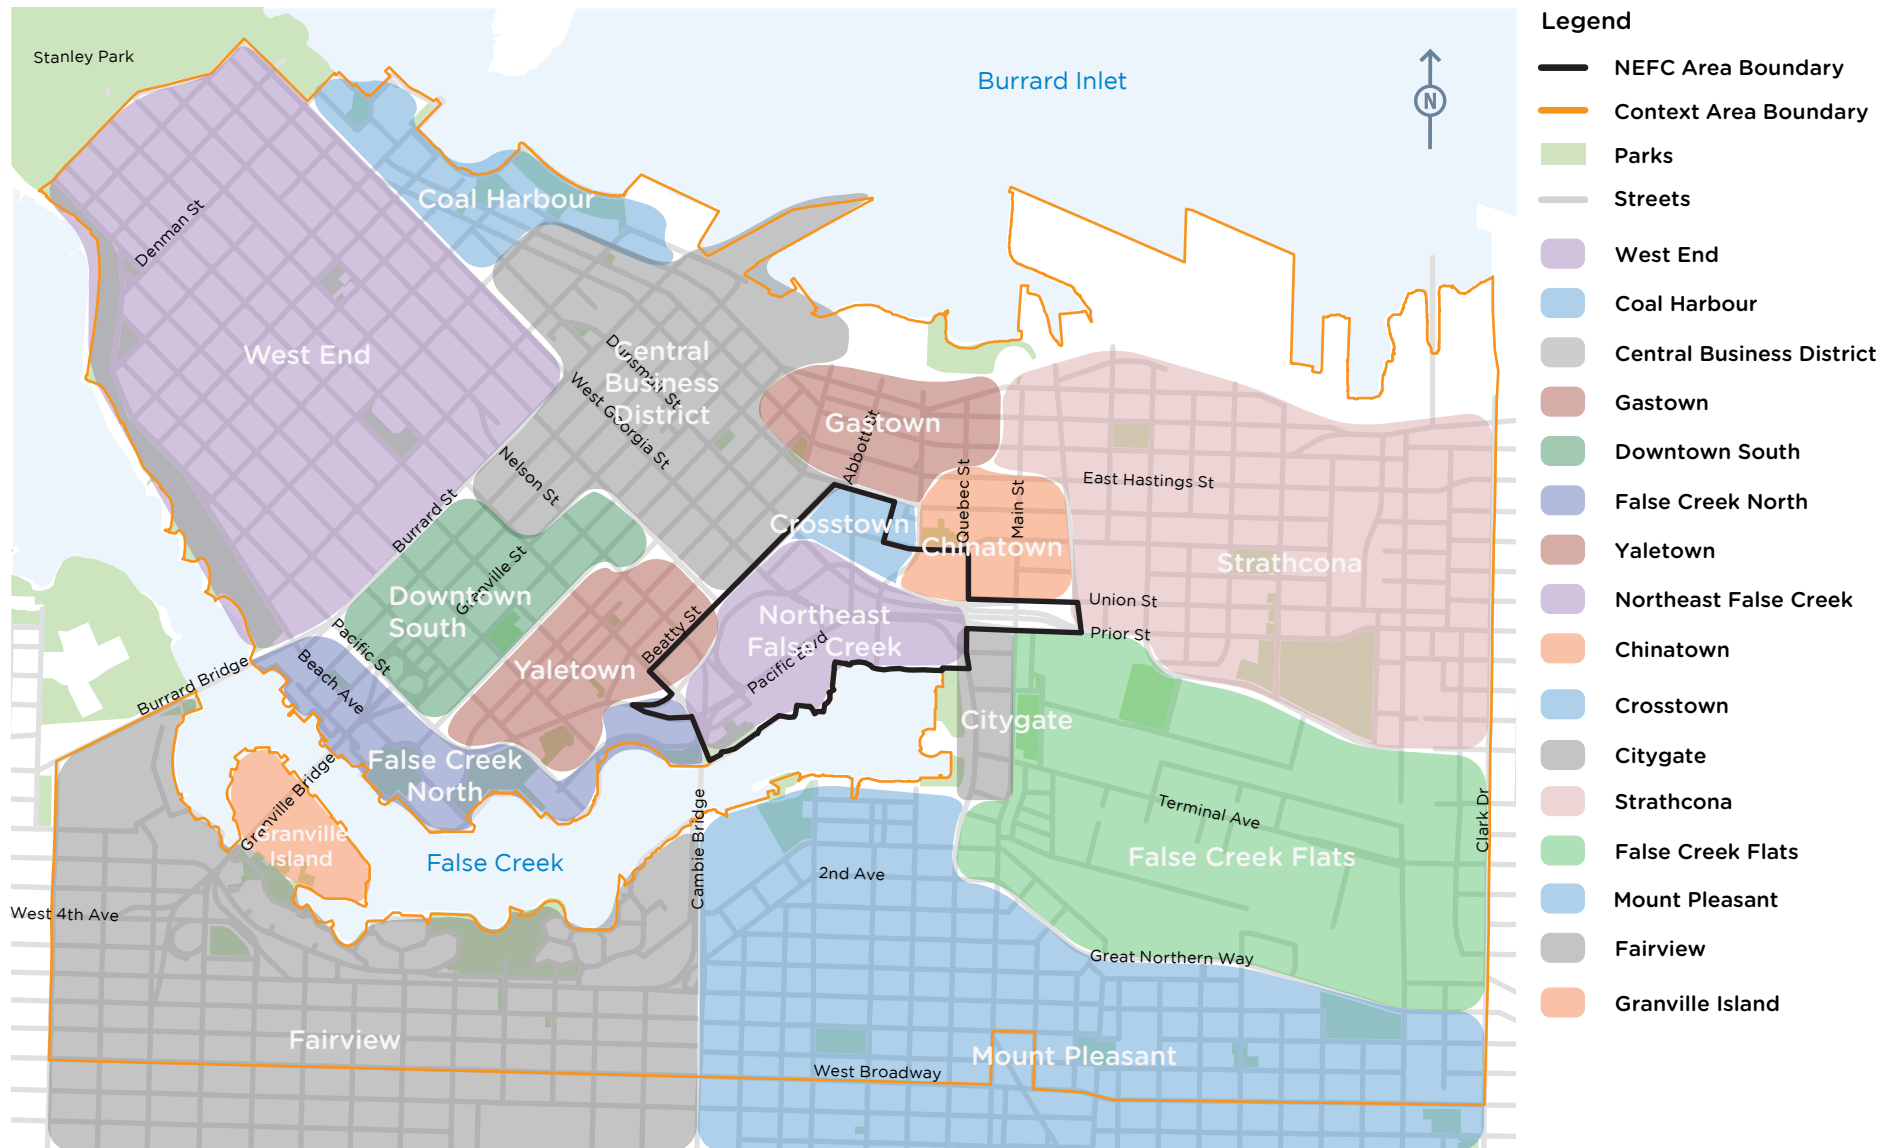 Stanley Park
Burrard Inlet
N
Denman St
Coal Harbour
West End
Dunsmuir St
Central
Business
District
West Georgia St
Nelson St
Gastown
Abbott St
Burrard St
Quebec St
Main St
East Hastings St
Crosstown
Chinatown
Strathcona
Granville St
Downtown
South
Union St
Northeast
False Creek
Prior St
Beatty St
Pacific Blvd
Pacific St
Yaletown
Beach Ave
Burrard Bridge
Citygate
False Creek
North
Granville Bridge
Granville
Island
False Creek
Cambie Bridge
Terminal Ave
Clark Dr
False Creek Flats
2nd Ave
West 4th Ave
Great Northern Way
Fairview
Mount Pleasant
West Broadway
Legend
NEFC Area Boundary
Context Area Boundary
Parks
Streets
West End
Coal Harbour
Central Business District
Gastown
Downtown South
False Creek North
Yaletown
Northeast False Creek
Chinatown
Crosstown
Citygate
Strathcona
False Creek Flats
Mount Pleasant
Fairview
Granville Island